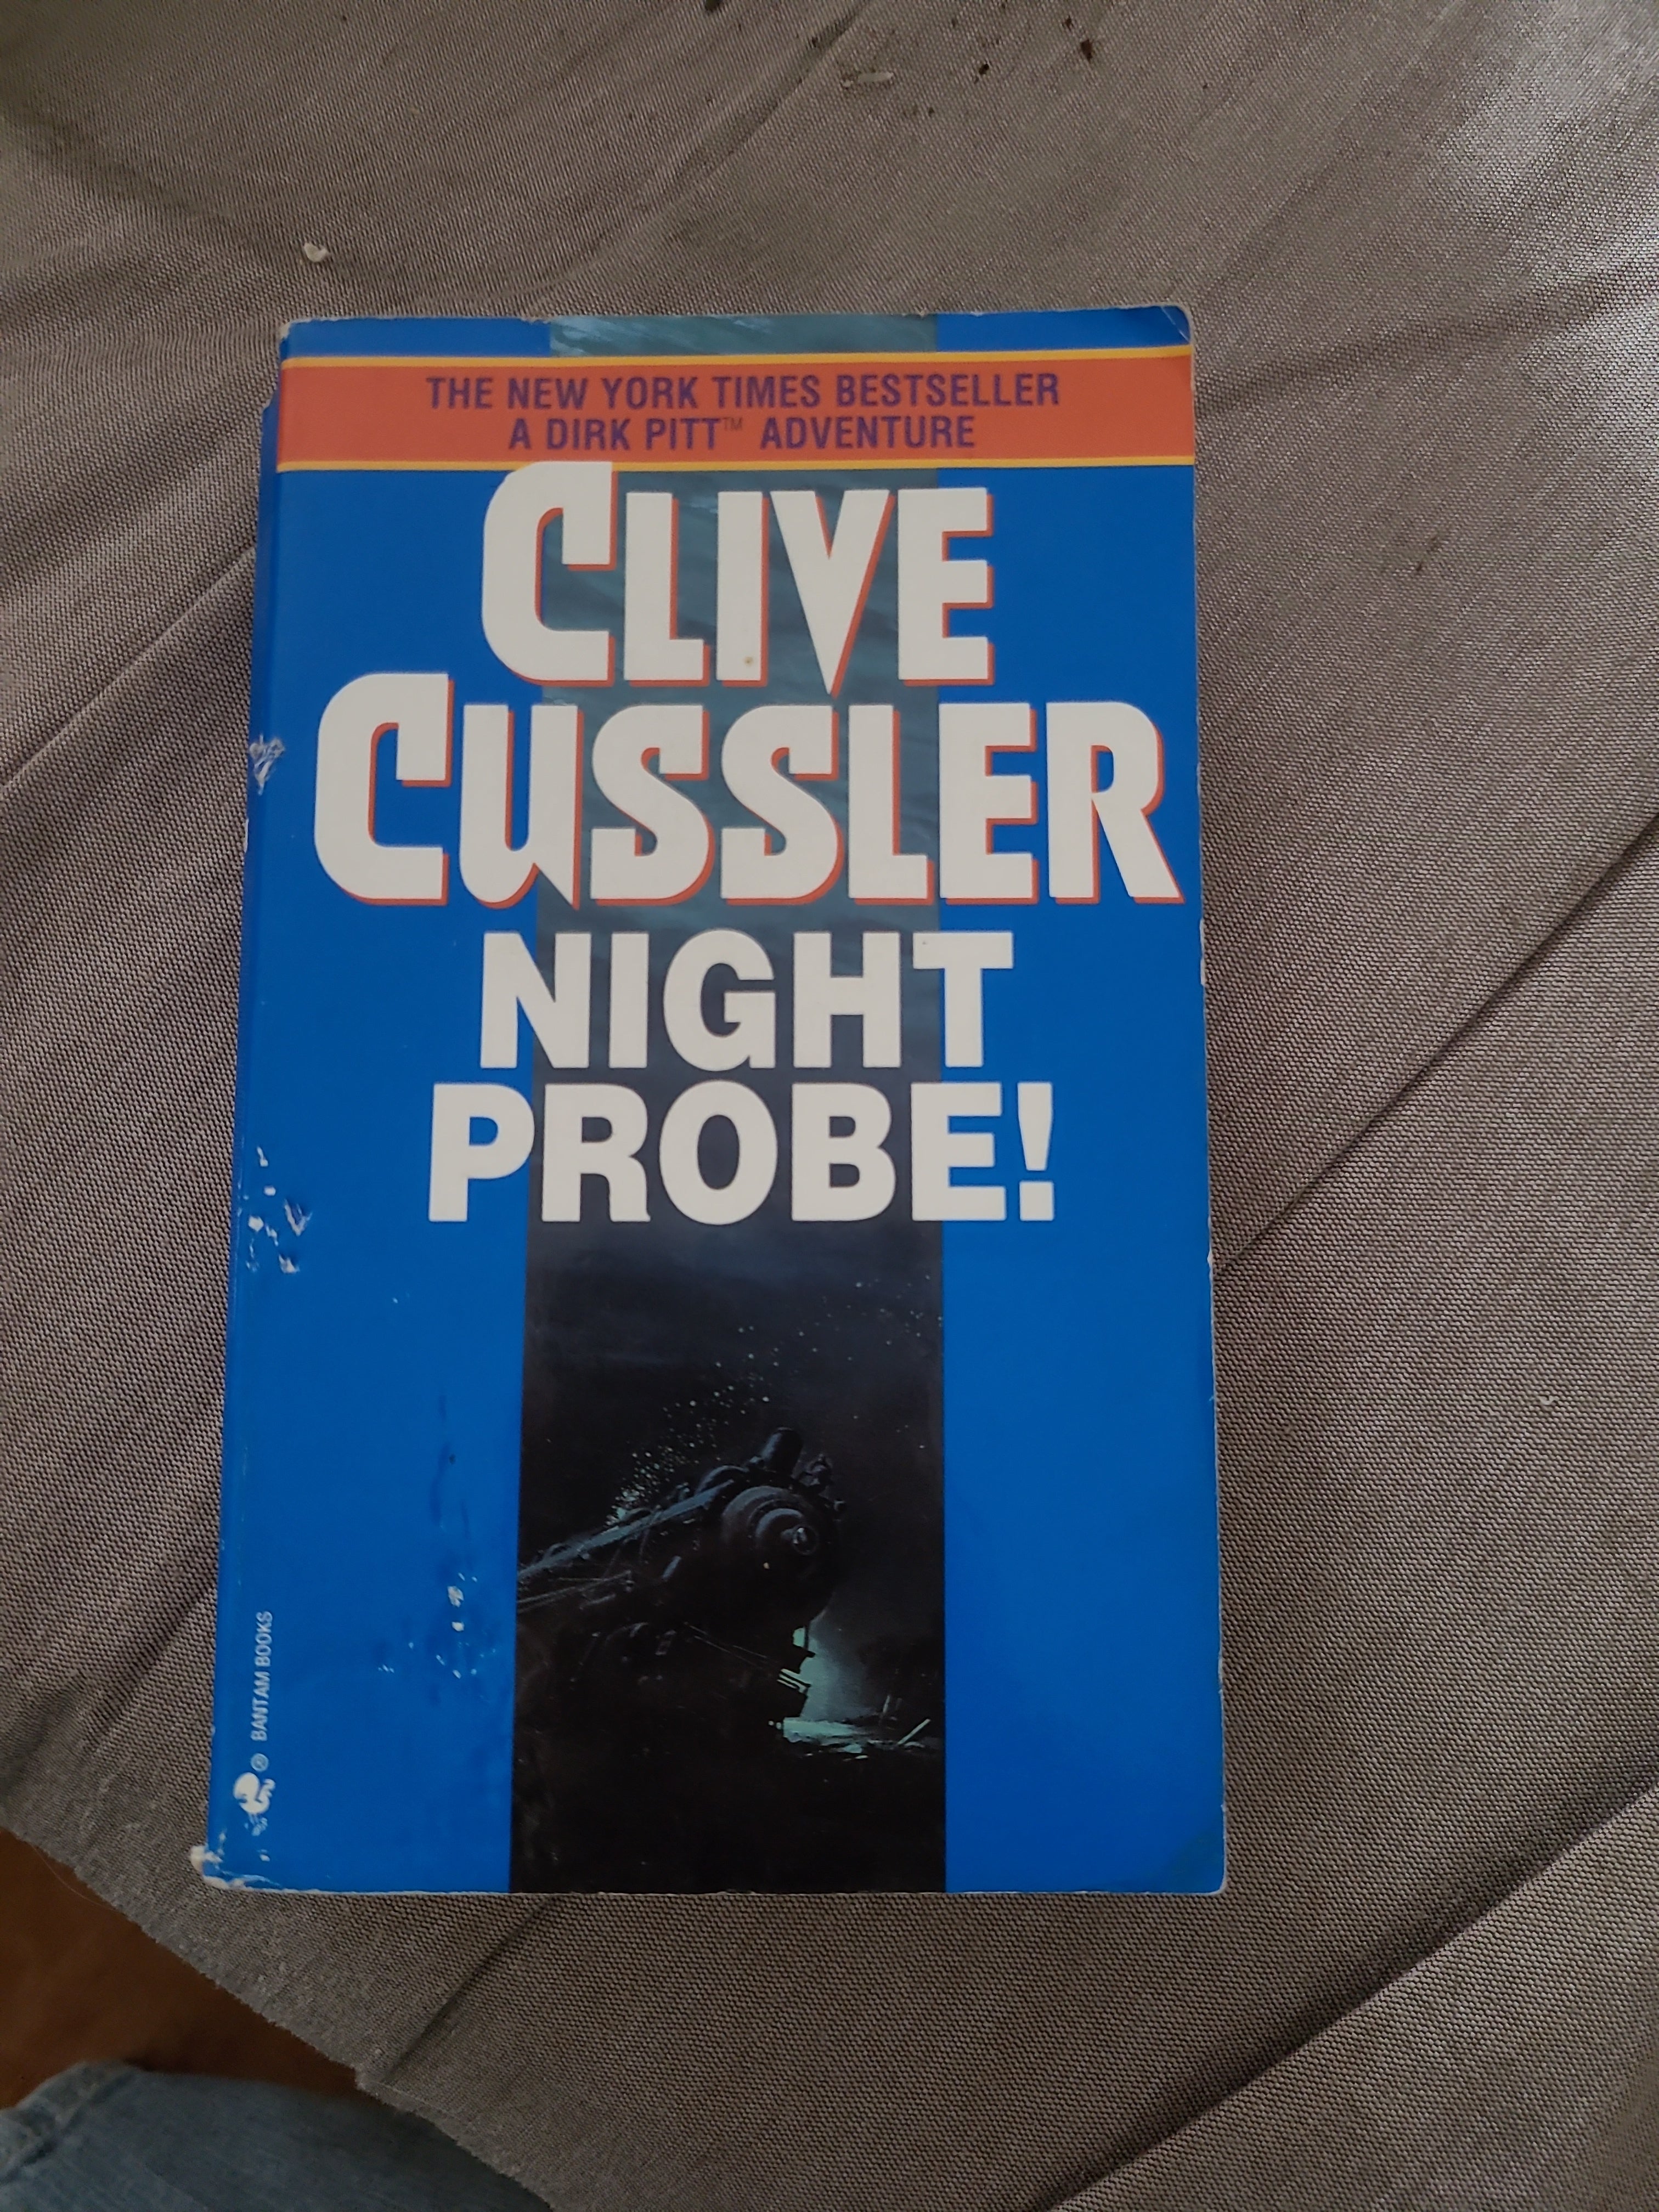 THE NEW YORK TIMES BESTSELLER
A DIRK PITT™ ADVENTURE
CLIVE
CUSSLER
NIGHT
PROBE!
BANTAM BOOKS